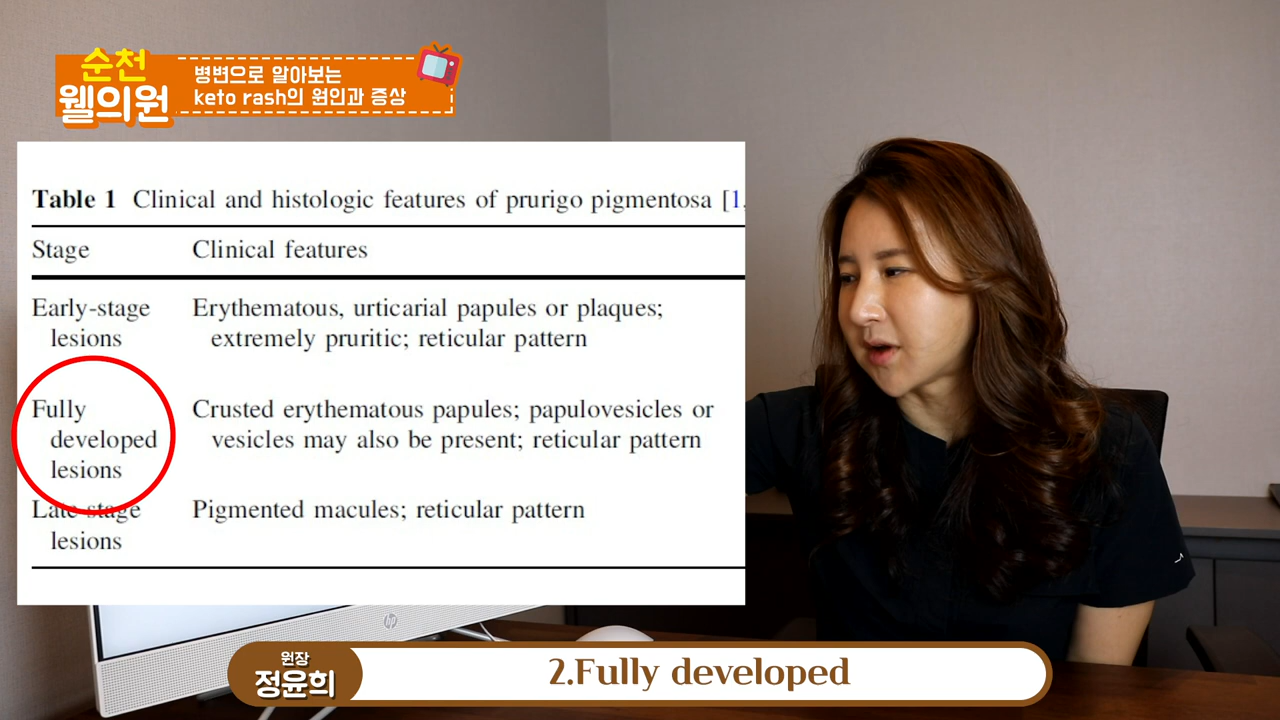 순천
웰의원
병변으로 알아보는
keto rash의 원인과 증상
Table 1 Clinical and histologic features of prurigo pigmentosa [1,
Stage Clinical features
Early-stage lesions Erythematous, urticarial papules or plaques;
extremely pruritic; reticular pattern
Fully developed lesions Crusted erythematous papules; papulovesicles or
vesicles may also be present; reticular pattern
Late-stage lesions Pigmented macules; reticular pattern
hp
원장
정윤희
2.Fully developed